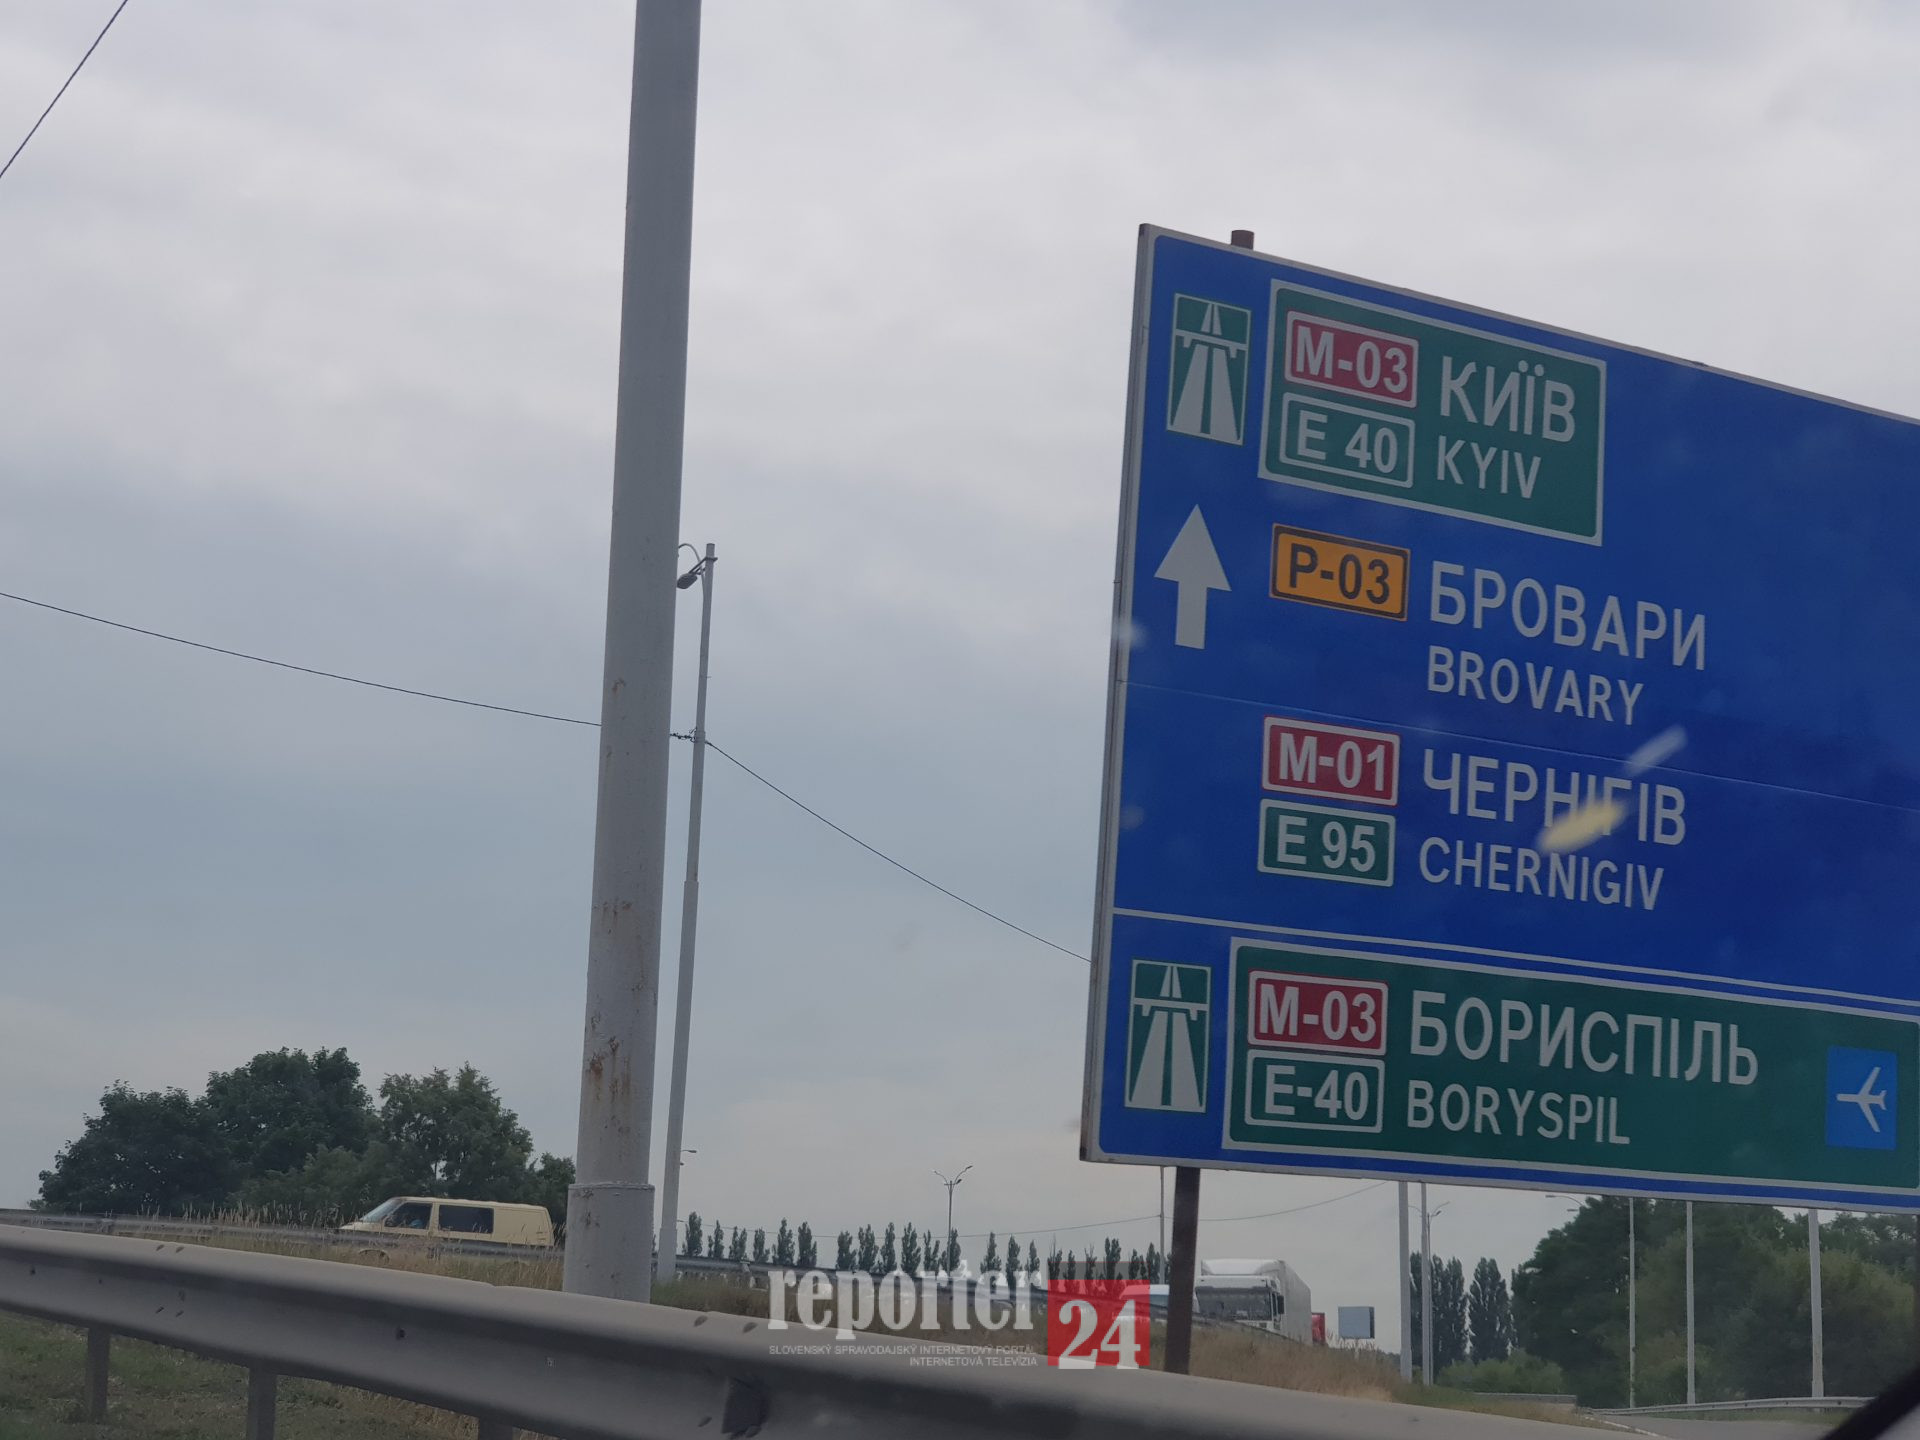 М-03 КИЇВ
E 40 KYIV
Р-03 БРОВАРИ
BROVARY
М-01 ЧЕРНІГІВ
E 95 CHERNIGIV
М-03 БОРИСПІЛЬ
E-40 BORYSPIL
reporter 24
SLOVENSKÝ SPRAVODAJSKÝ INTERNETOVÝ PORTÁL
INTERNETOVÁ TELEVÍZIA